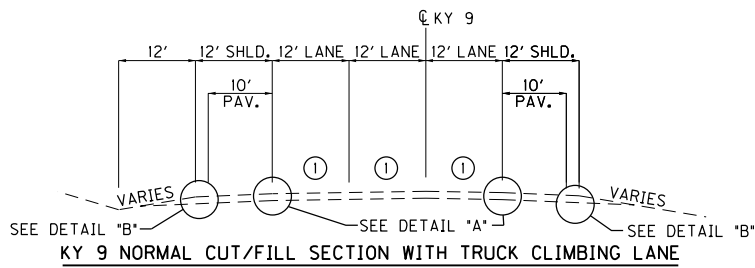 ℄ KY 9
12' 12' SHLD. 12' LANE 12' LANE 12' LANE 12' SHLD.
10' PAV. 10' PAV.
1 1 1
VARIES VARIES
SEE DETAIL "B" SEE DETAIL "A" SEE DETAIL "B"
KY 9 NORMAL CUT/FILL SECTION WITH TRUCK CLIMBING LANE